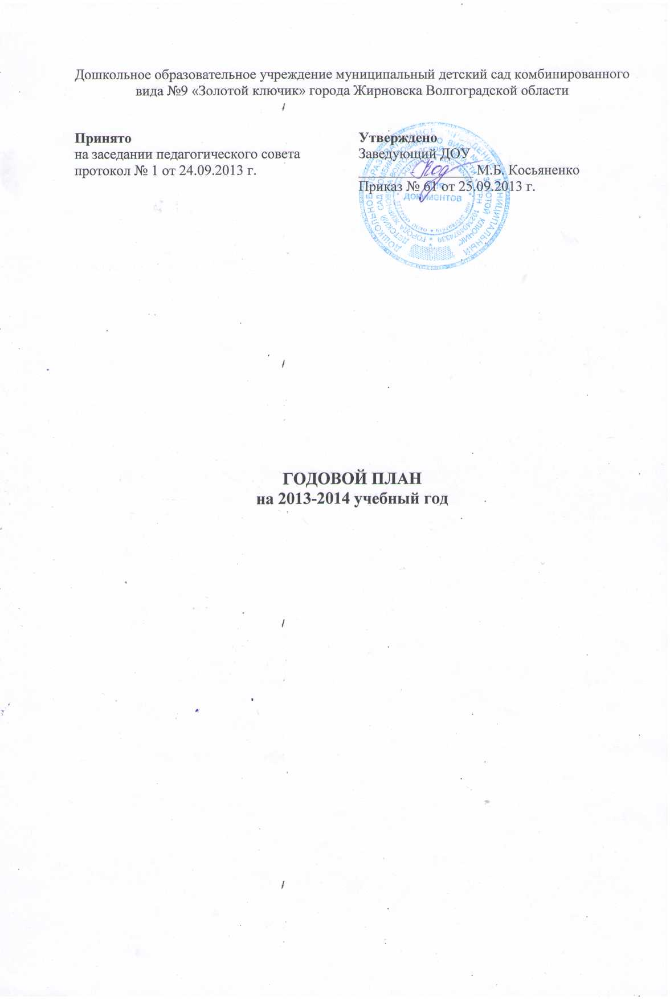 Дошкольное образовательное учреждение муниципальный детский сад комбинированного
вида №9 «Золотой ключик» города Жирновска Волгоградской области
Принято
на заседании педагогического совета
протокол № 1 от 24.09.2013 г.
Утверждено
Заведующий ДОУ
М.Б. Косьяненко
Приказ № 61 от 25.09.2013 г.
ДОКУМЕНТОВ
ГОДОВОЙ ПЛАН
на 2013-2014 учебный год